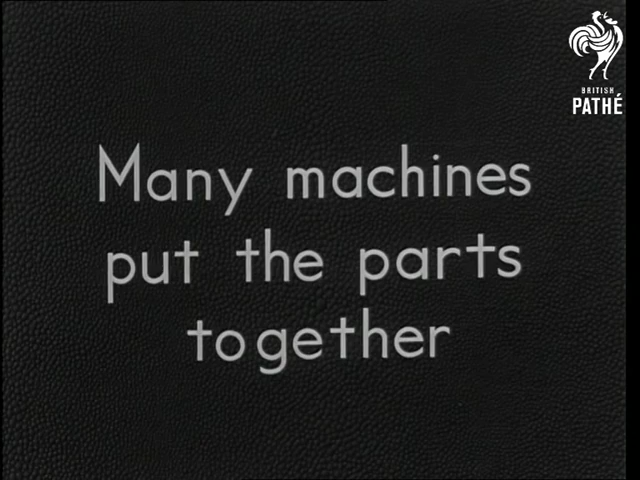 BRITISH
PATHÉ
Many machines
put the parts
together